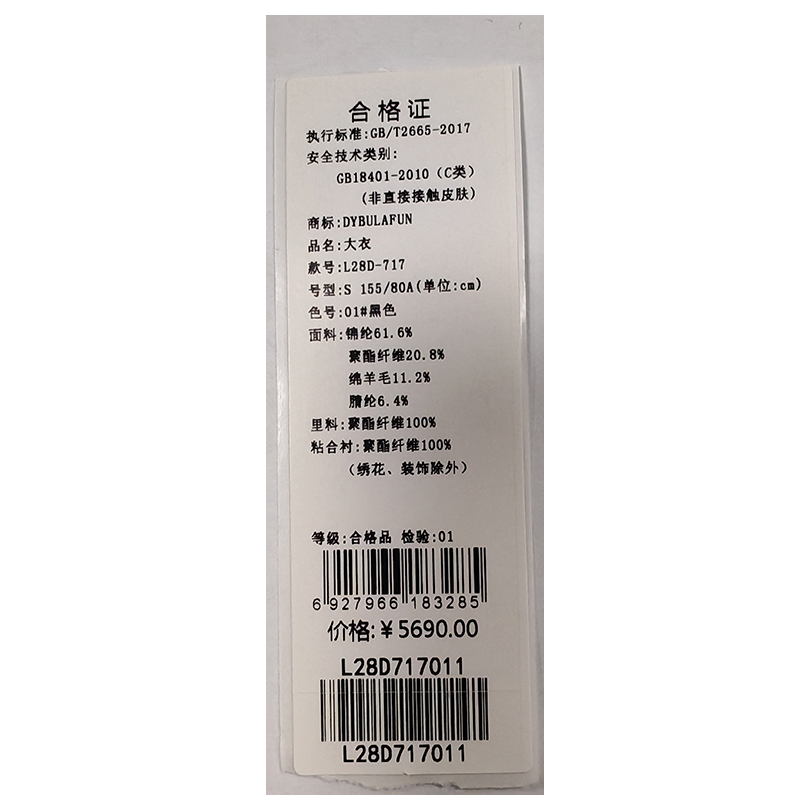 合格证
执行标准:GB/T2665-2017
安全技术类别:
GB18401-2010（C类）
(非直接接触皮肤)
商标:DYBULAFUN
品名:大衣
款号:L28D-717
号型:S 155/80A(单位:cm)
色号:01#黑色
面料:锦纶61.6%
聚酯纤维20.8%
绵羊毛11.2%
腈纶6.4%
里料:聚酯纤维100%
粘合衬:聚酯纤维100%
（绣花、装饰除外）
等级:合格品 检验:01
6 927966 183285
价格:￥5690.00
L28D717011
L28D717011